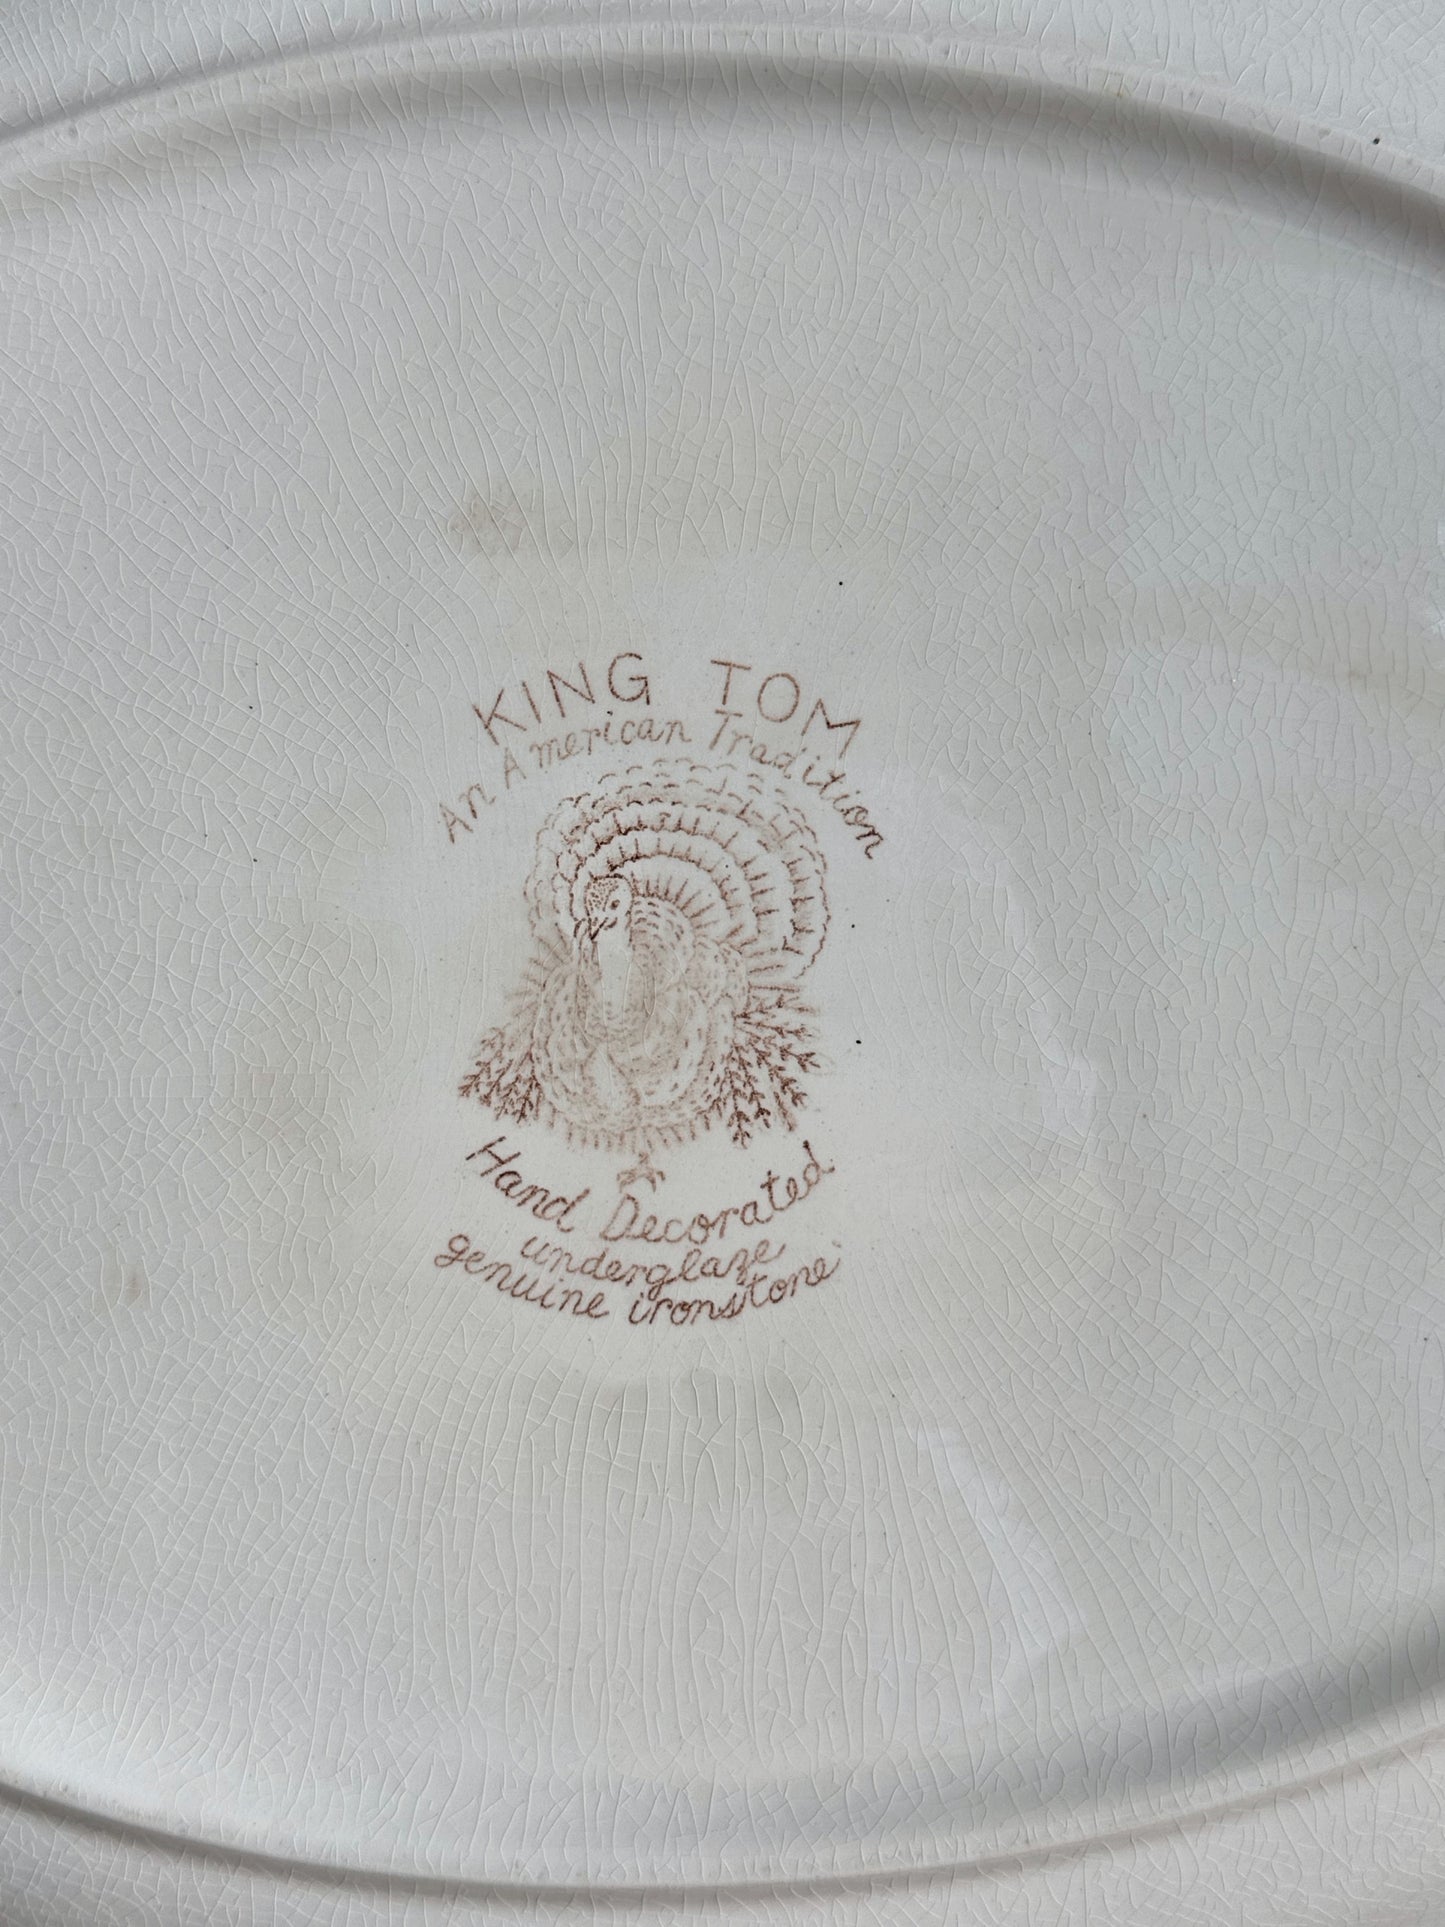 KING TOM
An American Tradition
Hand Decorated
underglaze
genuine ironstone